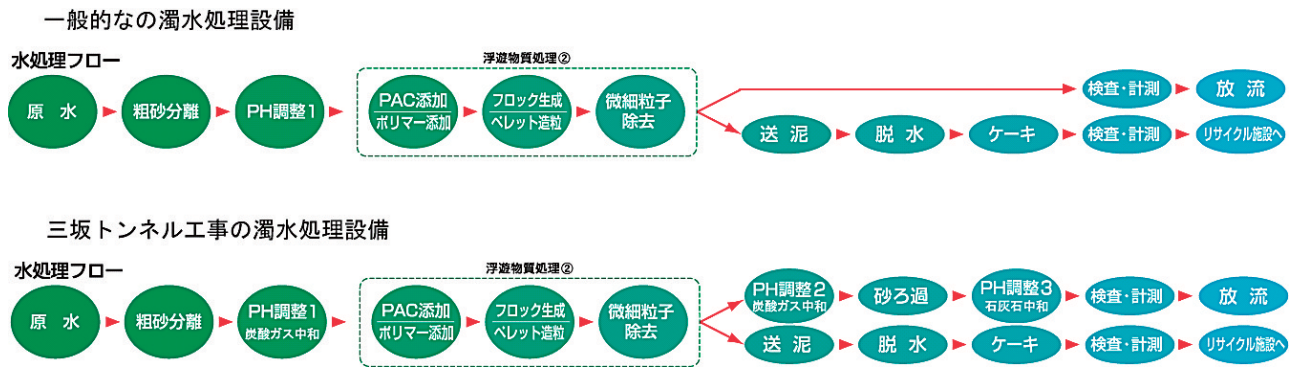 一般的なの濁水処理設備
水処理フロー
浮遊物質処理②
原 水
粗砂分離
PH調整1
PAC添加
ポリマー添加
フロック生成
ペレット造粒
微細粒子
除去
検査・計測
放 流
送 泥
脱 水
ケーキ
検査・計測
リサイクル施設へ
三坂トンネル工事の濁水処理設備
水処理フロー
浮遊物質処理②
原 水
粗砂分離
PH調整1
炭酸ガス中和
PAC添加
ポリマー添加
フロック生成
ペレット造粒
微細粒子
除去
PH調整2
炭酸ガス中和
砂ろ過
PH調整3
石灰石中和
検査・計測
放 流
送 泥
脱 水
ケーキ
検査・計測
リサイクル施設へ